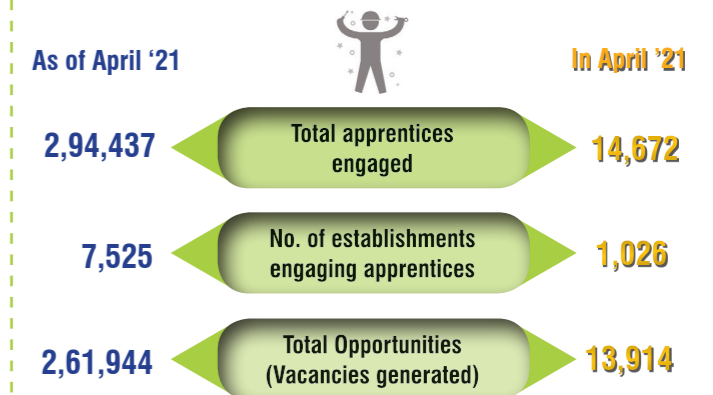 As of April ‘21
In April ’21
2,94,437
Total apprentices
engaged
14,672
7,525
No. of establishments
engaging apprentices
1,026
2,61,944
Total Opportunities
(Vacancies generated)
13,914